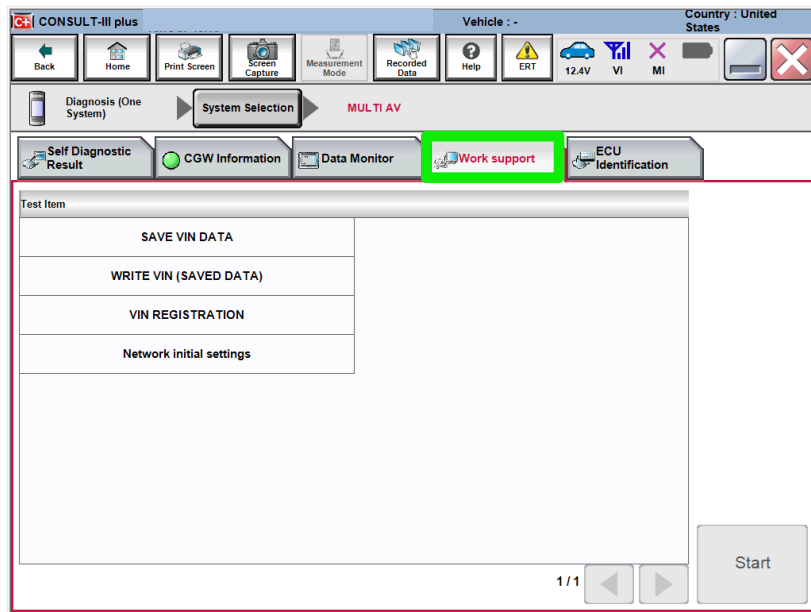 C+ CONSULT-III plus
Vehicle : -
Country : United
States
Back
Home
Print Screen
Screen
Capture
Measurement
Mode
Recorded
Data
Help
ERT
12.4V
VI
MI
Diagnosis (One
System)
System Selection
MULTI AV
Self Diagnostic
Result
CGW Information
Data Monitor
Work support
ECU
Identification
Test Item
SAVE VIN DATA
WRITE VIN (SAVED DATA)
VIN REGISTRATION
Network initial settings
1/1
Start